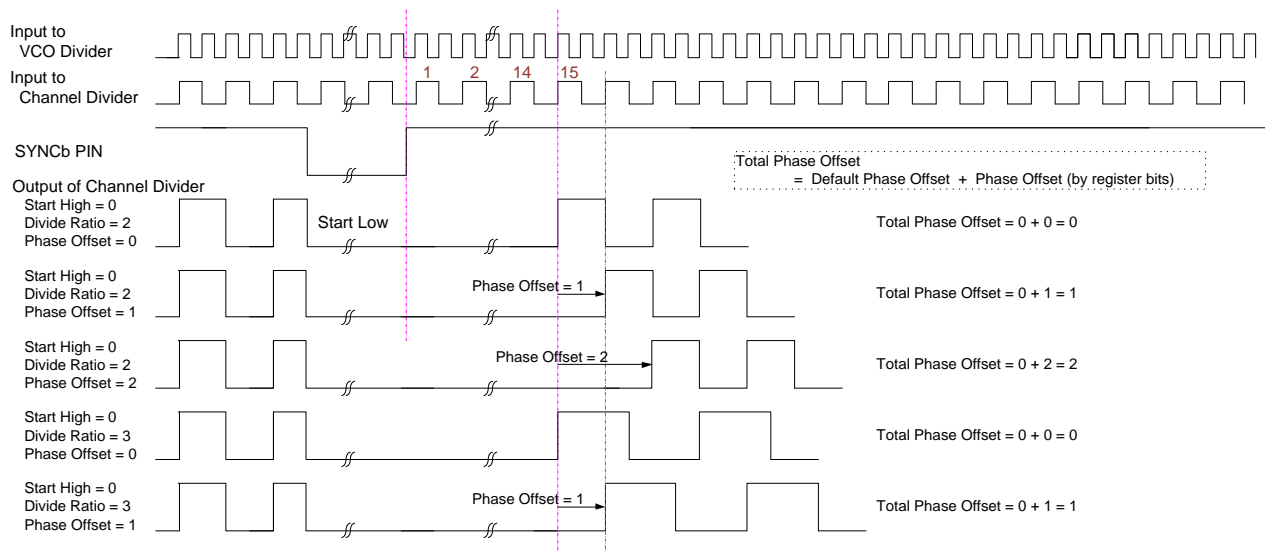 Input to
VCO Divider
Input to
Channel Divider
1 2 14 15
SYNCb PIN
Total Phase Offset
= Default Phase Offset + Phase Offset (by register bits)
Output of Channel Divider
Start High = 0
Divide Ratio = 2
Phase Offset = 0
Start Low
Total Phase Offset = 0 + 0 = 0
Start High = 0
Divide Ratio = 2
Phase Offset = 1
Phase Offset = 1
Total Phase Offset = 0 + 1 = 1
Start High = 0
Divide Ratio = 2
Phase Offset = 2
Phase Offset = 2
Total Phase Offset = 0 + 2 = 2
Start High = 0
Divide Ratio = 3
Phase Offset = 0
Total Phase Offset = 0 + 0 = 0
Start High = 0
Divide Ratio = 3
Phase Offset = 1
Phase Offset = 1
Total Phase Offset = 0 + 1 = 1